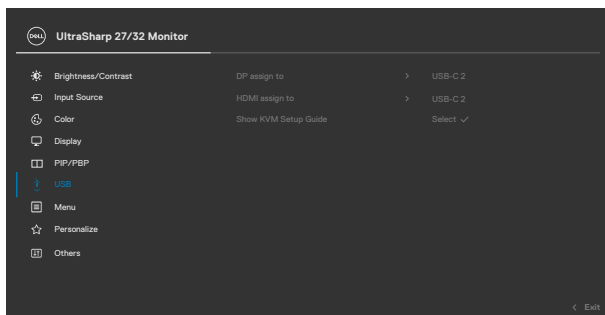 DELL UltraSharp 27/32 Monitor
Brightness/Contrast DP assign to > USB-C 2
Input Source HDMI assign to > USB-C 2
Color Show KVM Setup Guide Select ✓
Display
PIP/PBP
USB
Menu
Personalize
Others
< Exit